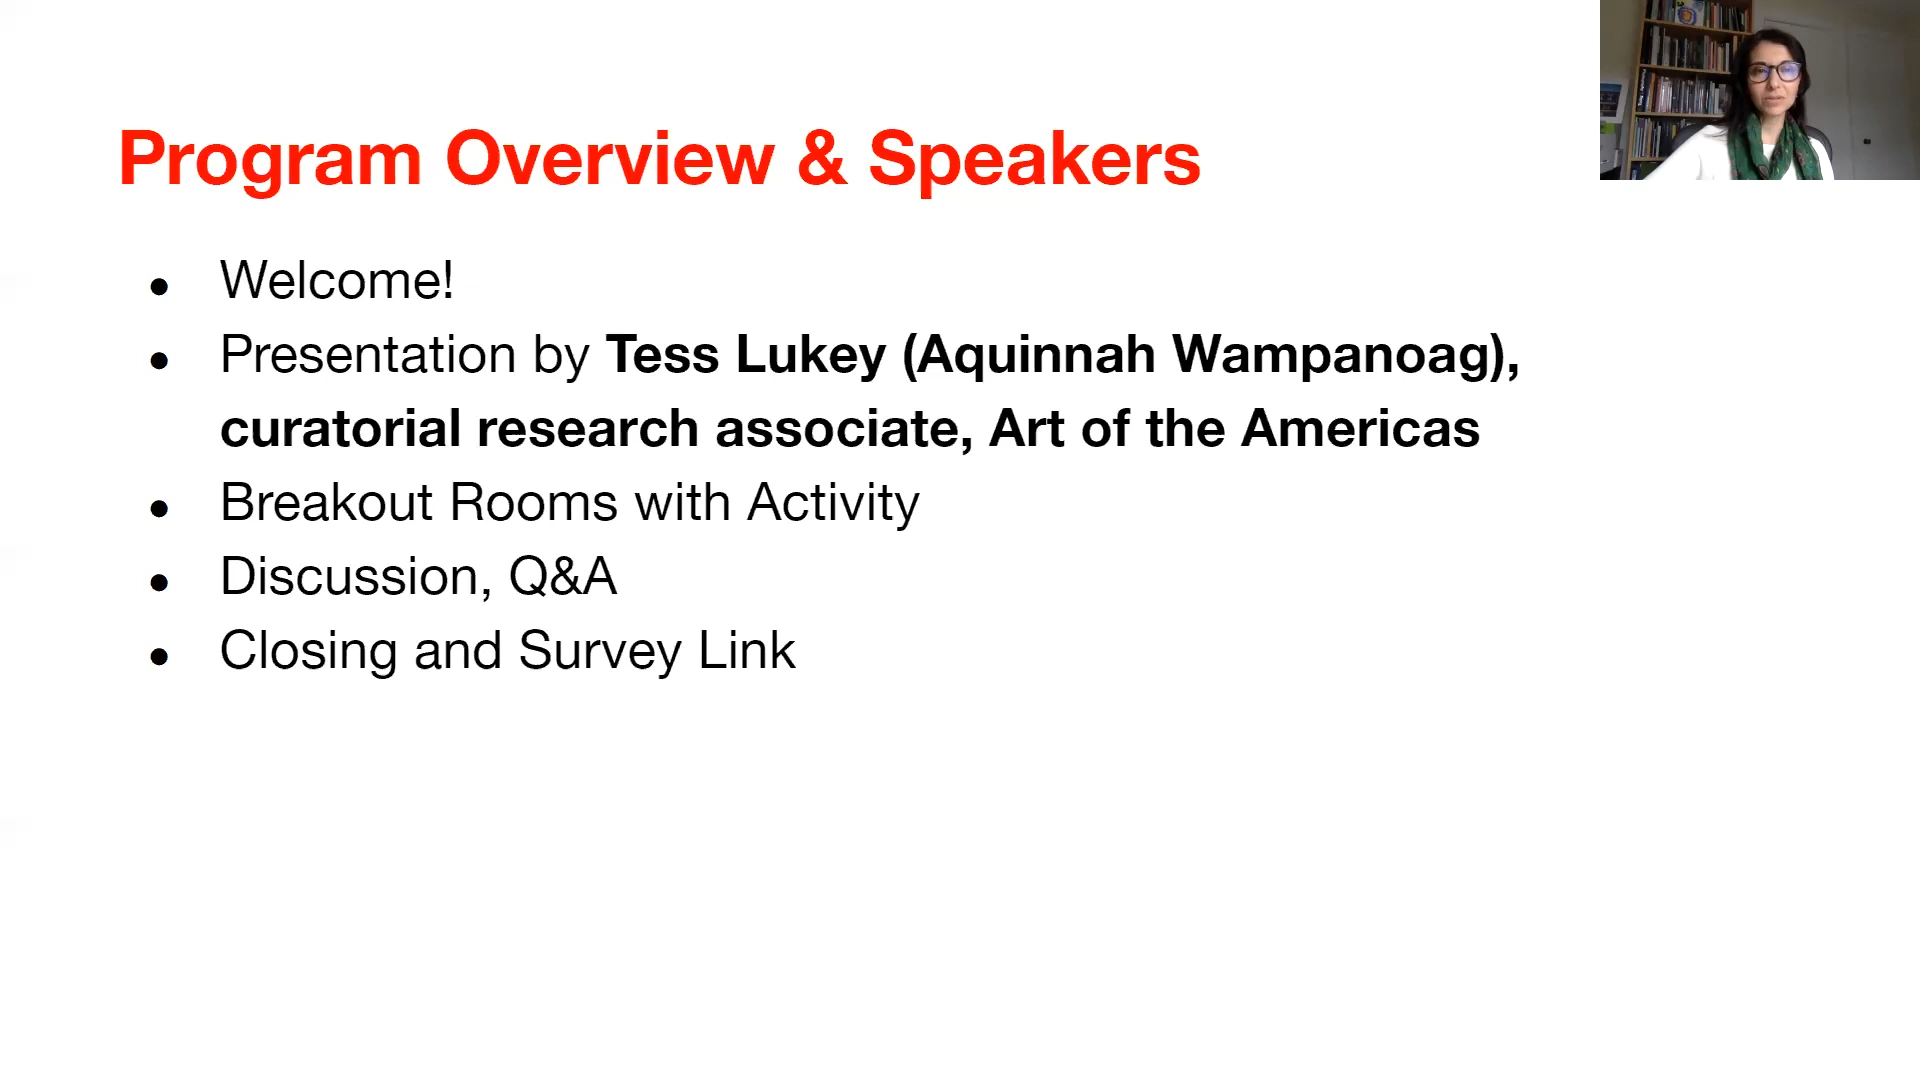 Program Overview & Speakers
● Welcome!
● Presentation by Tess Lukey (Aquinnah Wampanoag),
curatorial research associate, Art of the Americas
● Breakout Rooms with Activity
● Discussion, Q&A
● Closing and Survey Link